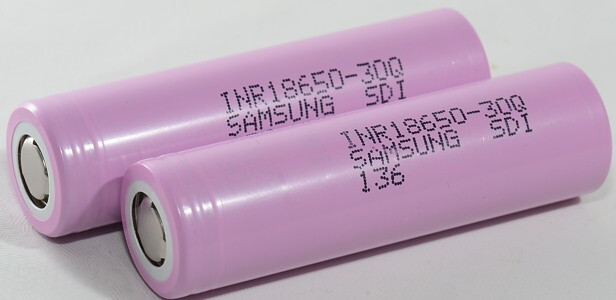 INR18650-30Q
SAMSUNG SDI
INR18650-30Q
SAMSUNG SDI
136